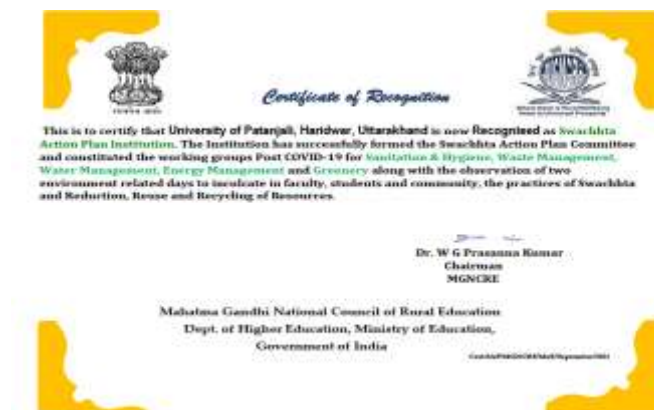 Certificate of Recognition
This is to certify that University of Patanjali, Haridwar, Uttarakhand is now Recognised as Swachhta
Action Plan Institution. The Institution has successfully formed the Swachhta Action Plan Committee
and constituted the working groups Post COVID-19 for Sanitation & Hygiene, Waste Management,
Water Management, Energy Management and Greenery along with the observation of two
environment related days to inculcate in faculty, students and community, the practices of Swachhta
and Reduction, Reuse and Recycling of Resources.
Dr. W G Prasanna Kumar
Chairman
MGNCRE
Mahatma Gandhi National Council of Rural Education
Dept. of Higher Education, Ministry of Education,
Government of India